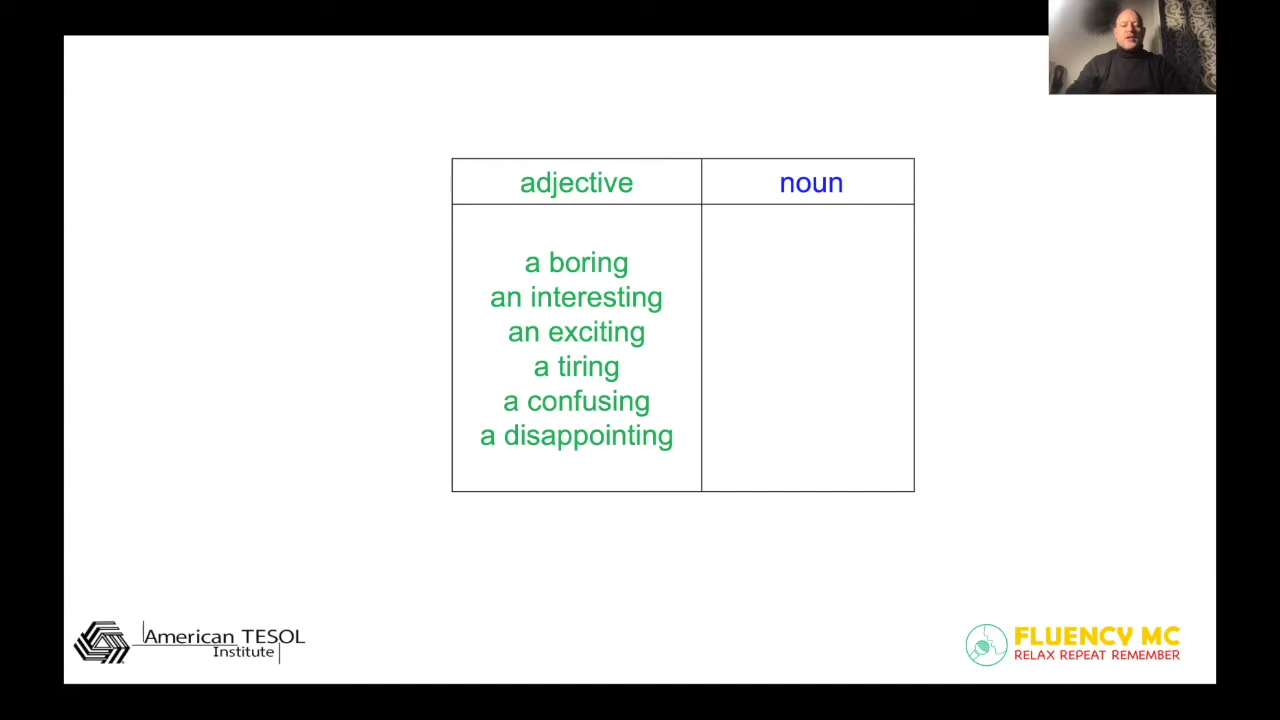 adjective
noun
a boring
an interesting
an exciting
a tiring
a confusing
a disappointing
American TESOL
Institute
FLUENCY MC
RELAX REPEAT REMEMBER